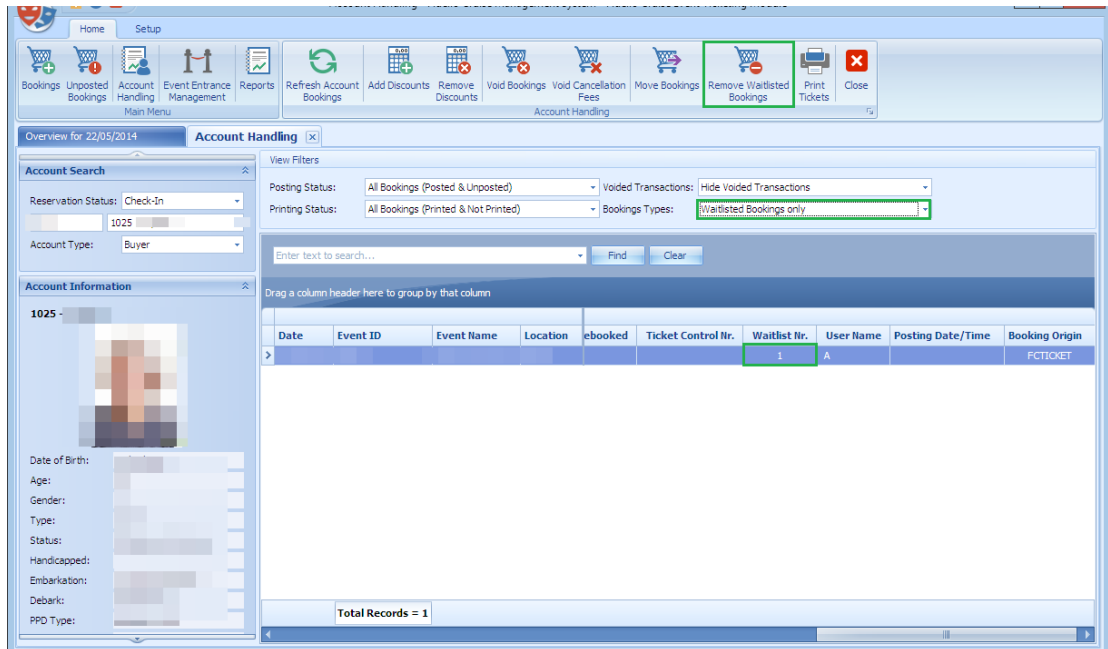 Home Setup
Bookings Unposted Bookings Account Handling Event Entrance Management Reports Refresh Account Bookings Add Discounts Remove Discounts Void Bookings Void Cancellation Fees Move Bookings Remove Waitlisted Bookings Print Tickets Close
Main Menu Account Handling
Overview for 22/05/2014 Account Handling
Account Search
Reservation Status: Check-In
1025
Account Type: Buyer
Account Information
1025 -
Date of Birth:
Age:
Gender:
Type:
Status:
Handicapped:
Embarkation:
Debark:
PPD Type:
View Filters
Posting Status: All Bookings (Posted & Unposted) Voided Transactions: Hide Voided Transactions
Printing Status: All Bookings (Printed & Not Printed) Bookings Types: Waitlisted Bookings only
Enter text to search... Find Clear
Drag a column header here to group by that column
Date Event ID Event Name Location ebooked Ticket Control Nr. Waitlist Nr. User Name Posting Date/Time Booking Origin
1 A FCTICKET
Total Records = 1